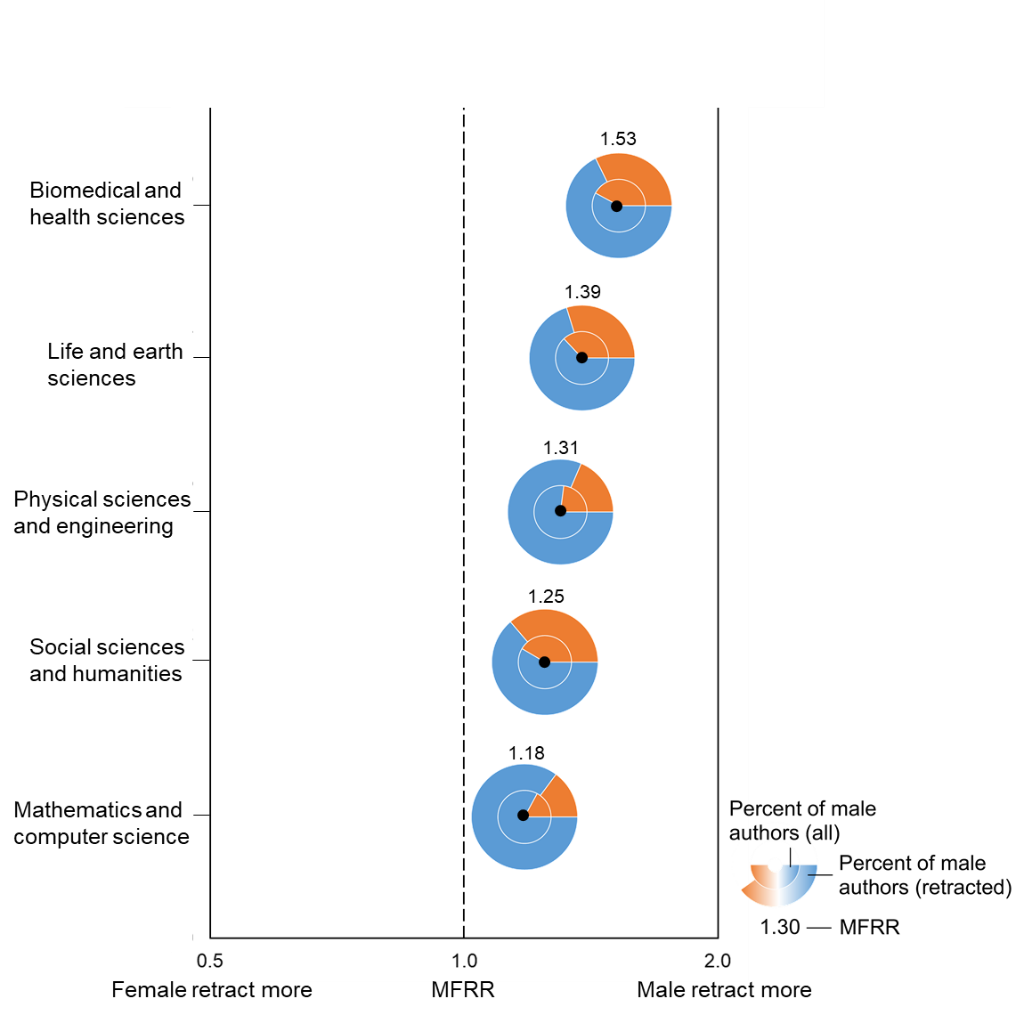 1.53
Biomedical and
health sciences
1.39
Life and earth
sciences
1.31
Physical sciences
and engineering
1.25
Social sciences
and humanities
1.18
Mathematics and
computer science
Percent of male
authors (all)
Percent of male
authors (retracted)
1.30 — MFRR
0.5 1.0 2.0
Female retract more MFRR Male retract more